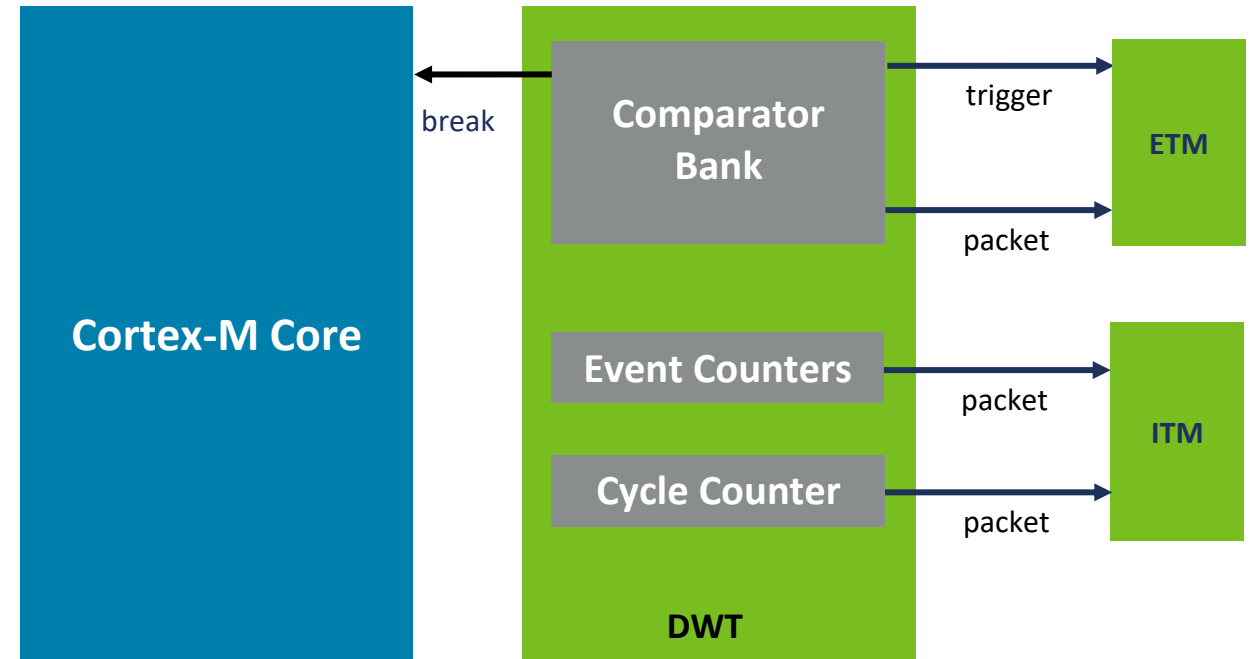 Cortex-M Core
break
Comparator
Bank
trigger
packet
ETM
Event Counters
packet
Cycle Counter
packet
ITM
DWT